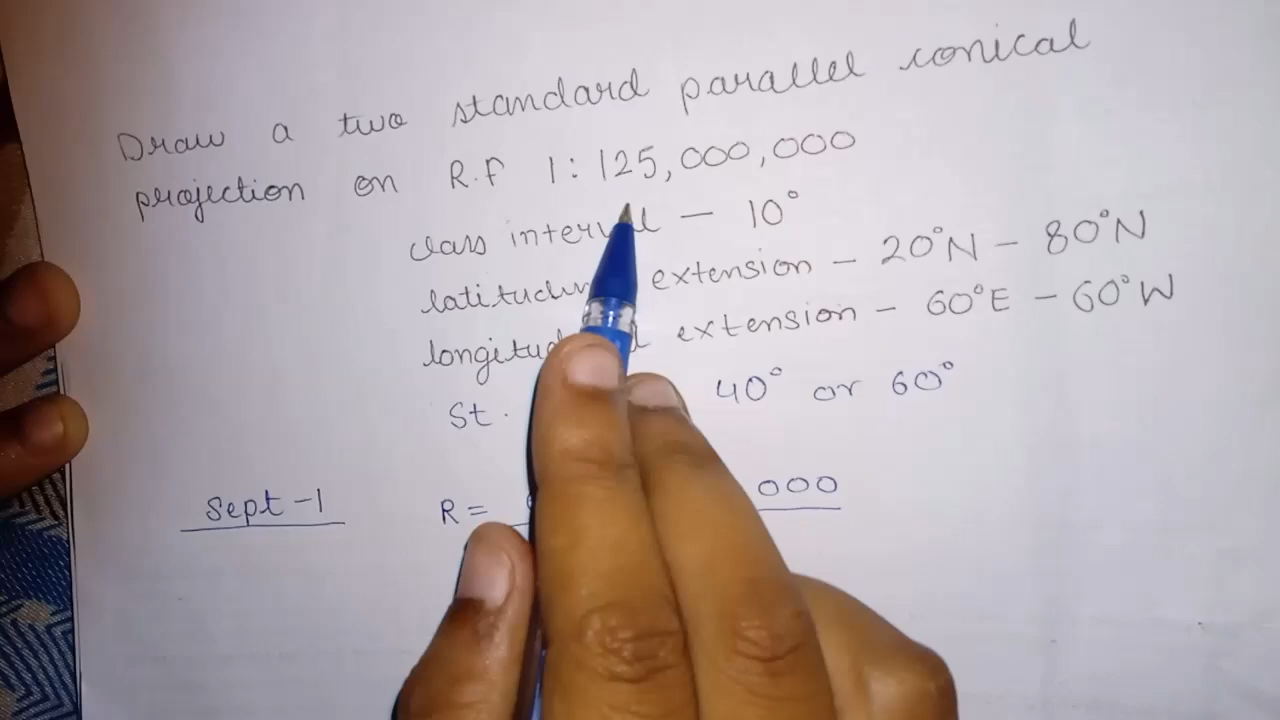 Draw a two standard parallel conical
projection on R.f 1:125,000,000
class interval - 10°
extension - 20°N - 80°N
extension - 60°E - 60°W
St. 40° or 60°
Sept-1 R = 000